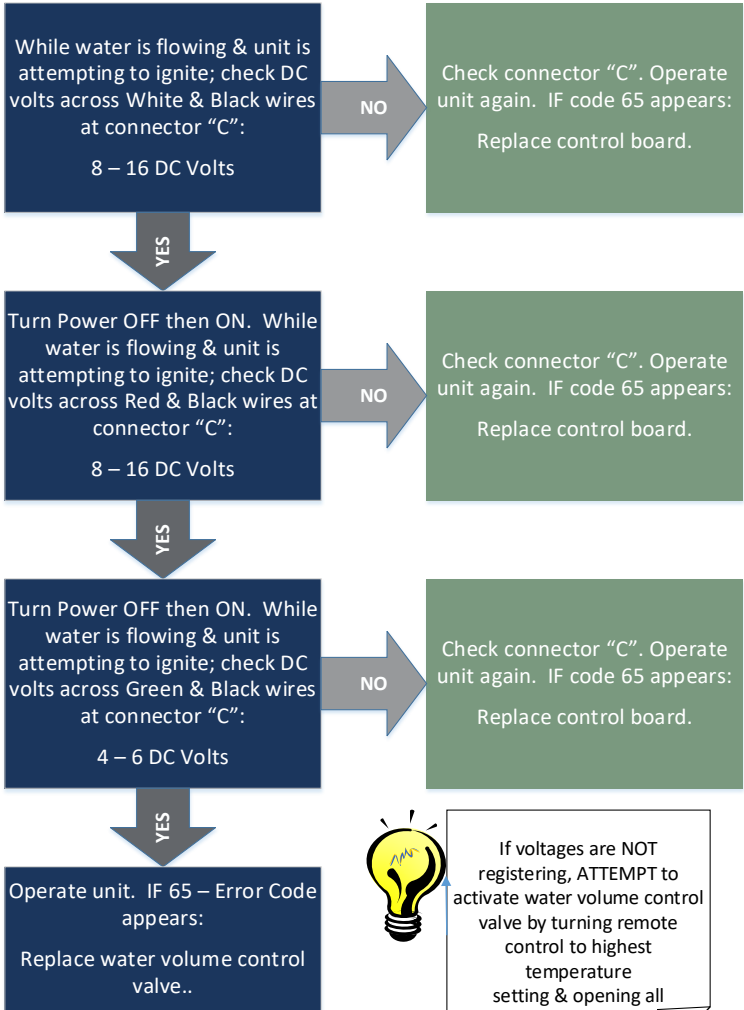 While water is flowing & unit is
attempting to ignite; check DC
volts across White & Black wires
at connector “C”:
8 – 16 DC Volts
NO
Check connector “C”. Operate
unit again.  IF code 65 appears:
Replace control board.
YES
Turn Power OFF then ON.  While
water is flowing & unit is
attempting to ignite; check DC
volts across Red & Black wires at
connector “C”:
8 – 16 DC Volts
NO
Check connector “C”. Operate
unit again.  IF code 65 appears:
Replace control board.
YES
Turn Power OFF then ON.  While
water is flowing & unit is
attempting to ignite; check DC
volts across Green & Black wires
at connector “C”:
4 – 6 DC Volts
NO
Check connector “C”. Operate
unit again.  IF code 65 appears:
Replace control board.
YES
Operate unit.  IF 65 – Error Code
appears:
Replace water volume control
valve..
If voltages are NOT
registering, ATTEMPT to
activate water volume control
valve by turning remote
control to highest
temperature
setting & opening all